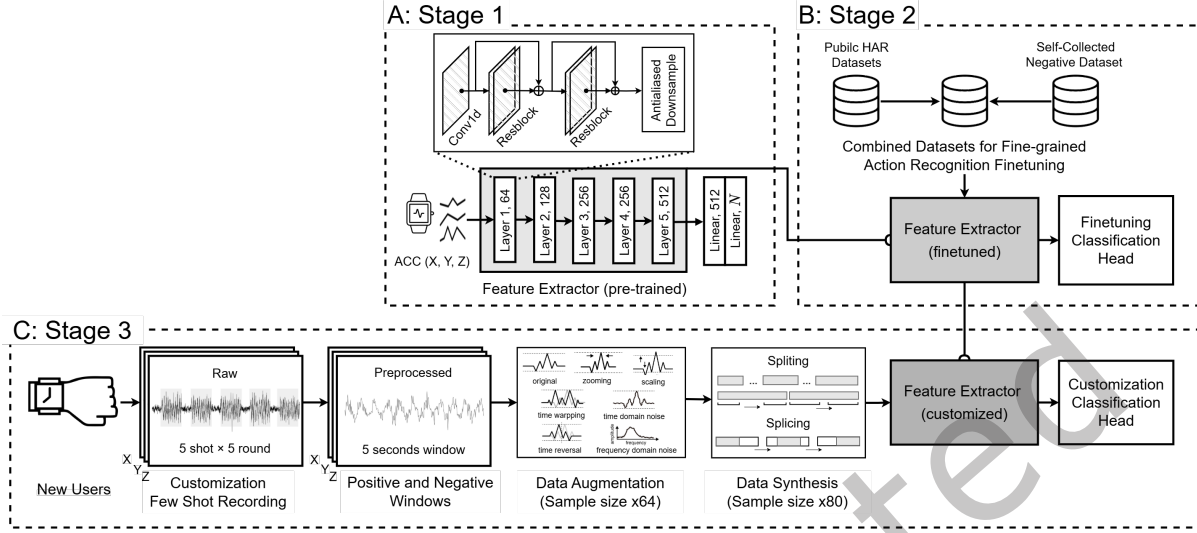 A: Stage 1
Conv1d
Resblock
Resblock
Antialiased
Downsample
ACC (X, Y, Z)
Layer 1, 64
Layer 2, 128
Layer 3, 256
Layer 4, 256
Layer 5, 512
Linear, 512
Linear, N
Feature Extractor (pre-trained)
B: Stage 2
Pubilc HAR
Datasets
Self-Collected
Negative Dataset
Combined Datasets for Fine-grained
Action Recognition Finetuning
Feature Extractor
(finetuned)
Finetuning
Classification
Head
C: Stage 3
New Users
Raw
5 shot × 5 round
X
Y
Z
Customization
Few Shot Recording
Preprocessed
5 seconds window
X
Y
Z
Positive and Negative
Windows
original
zooming
scaling
time warpping
time domain noise
time reversal
amplitude
frequency
frequency domain noise
Data Augmentation
(Sample size x64)
Spliting
... ...
Splicing
Data Synthesis
(Sample size x80)
Feature Extractor
(customized)
Customization
Classification
Head
ted